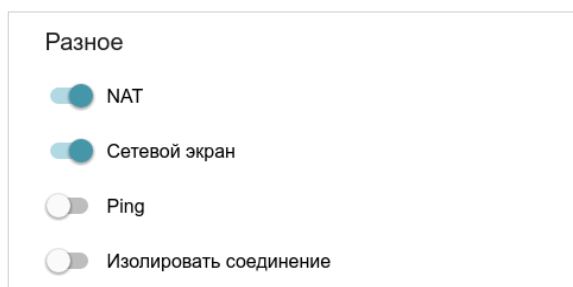 Разное
NAT
Сетевой экран
Ping
Изолировать соединение